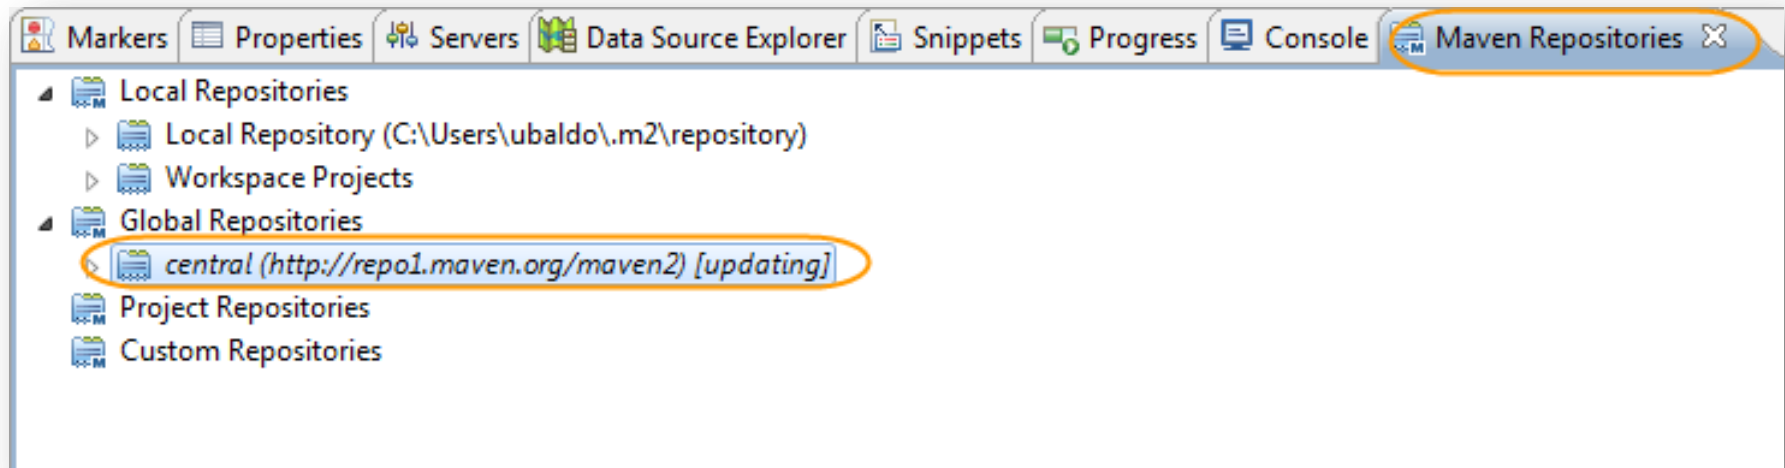 Markers Properties Servers Data Source Explorer Snippets Progress Console Maven Repositories
Local Repositories
Local Repository (C:\Users\ubaldo\.m2\repository)
Workspace Projects
Global Repositories
central (http://repo1.maven.org/maven2) [updating]
Project Repositories
Custom Repositories